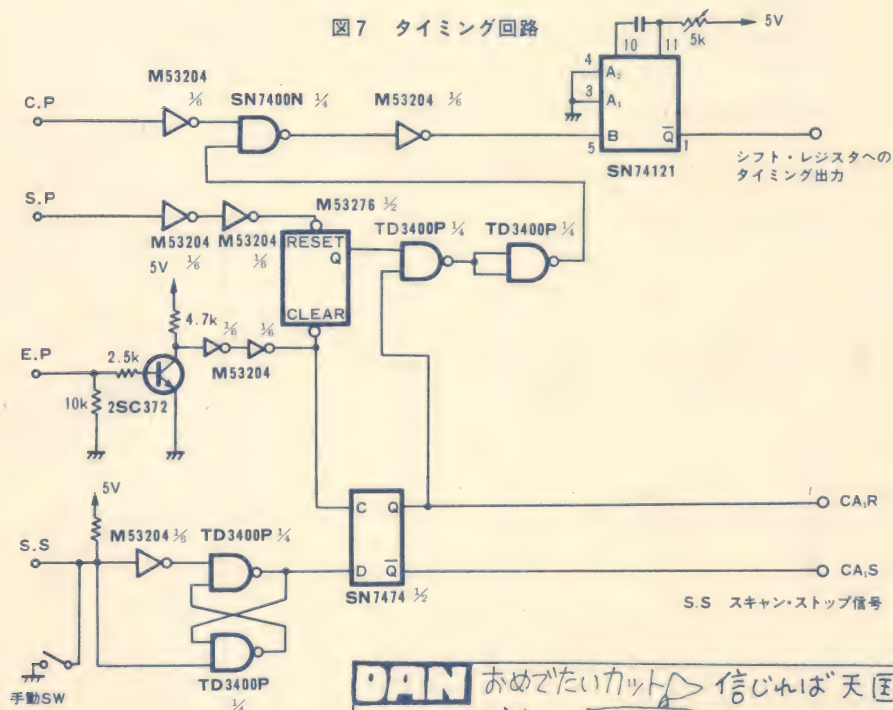 図7 タイミング回路
5V
5k
10 11
M53204
⅙
SN7400N ¼
M53204 ⅙
C.P
4 A₂
3 A₁
B
5
Q̅
1
SN74121
シフト・レジスタへの
タイミング出力
S.P
M53204
⅙
M53204
⅙
M53276 ½
RESET
Q
CLEAR
TD3400P ¼
TD3400P ¼
5V
4.7k
⅙ ⅙
M53204
E.P
2.5k
10k
2SC372
5V
S.S
M53204 ⅙
TD3400P ¼
TD3400P
¼
手動SW
C Q
D Q̅
SN7474 ½
CA₁R
CA₁S
S.S スキャン・ストップ信号
DAN おめでたいカット 信じれば天国